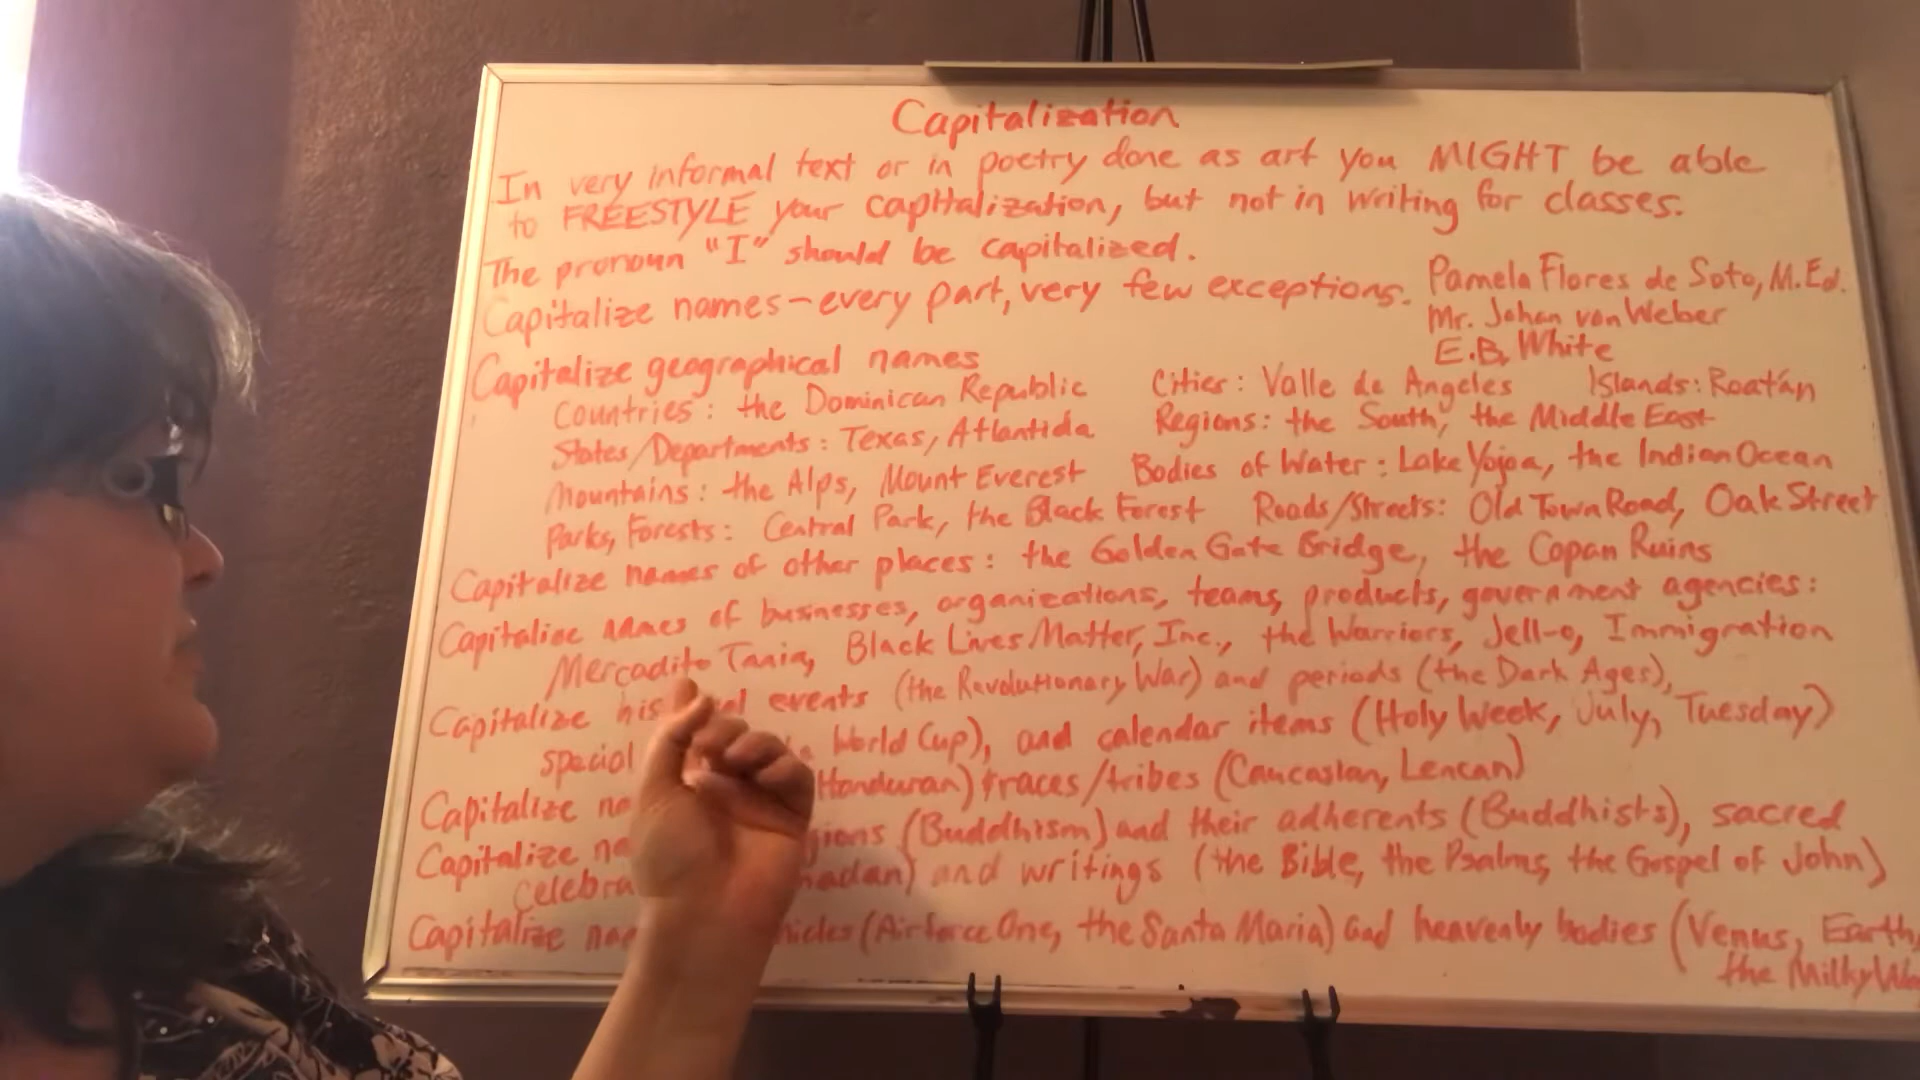 Capitalization
In very informal text or in poetry done as art you MIGHT be able
to FREESTYLE your capitalization, but not in writing for classes.
The pronoun "I" should be capitalized.
Capitalize names - every part, very few exceptions. Pamela Flores de Soto, M.Ed.
Mr. Johan von Weber
E.B. White
Capitalize geographical names
Countries: the Dominican Republic Cities: Valle de Angeles Islands: Roatán
States/Departments: Texas, Atlantida Regions: the South, the Middle East
Mountains: the Alps, Mount Everest Bodies of Water: Lake Yojoa, the Indian Ocean
Parks, Forests: Central Park, the Black Forest Roads/Streets: Old Town Road, Oak Street
Capitalize names of other places: the Golden Gate Bridge, the Copan Ruins
Capitalize names of businesses, organizations, teams, products, government agencies:
Mercadito Tania, Black Lives Matter, Inc., the Warriors, Jell-o, Immigration
Capitalize events (the Revolutionary War) and periods (the Dark Ages),
special World Cup), and calendar items (Holy Week, July, Tuesday)
Capitalize (Honduran) races/tribes (Caucasian, Lencan)
Capitalize (Buddhism) and their adherents (Buddhists), sacred
and writings (the Bible, the Psalms, the Gospel of John)
Capitalize (Airforce One, the Santa Maria) and heavenly bodies (Venus, Earth,
the Milky